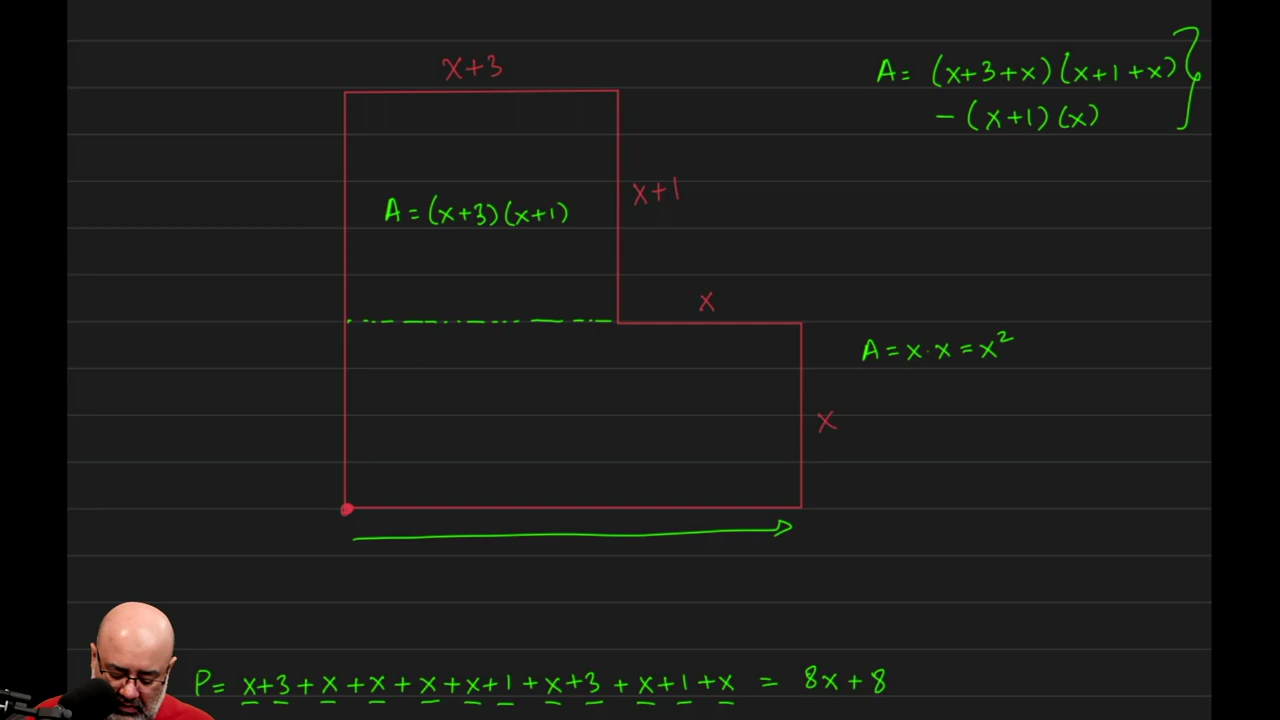 x+3
A = (x+3+x)(x+1+x)
- (x+1)(x)
x+1
A = (x+3)(x+1)
x
A = x·x = x²
x
P = x+3 + x + x + x + x+1 + x+3 + x+1 + x = 8x + 8